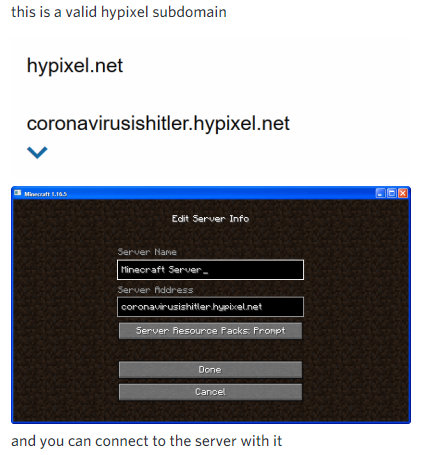 this is a valid hypixel subdomain
hypixel.net
coronavirusishitler.hypixel.net
Minecraft 1.16.5
Edit Server Info
Server Name
Minecraft Server_
Server Address
coronavirusishitler.hypixel.net
Server Resource Packs: Prompt
Done
Cancel
and you can connect to the server with it